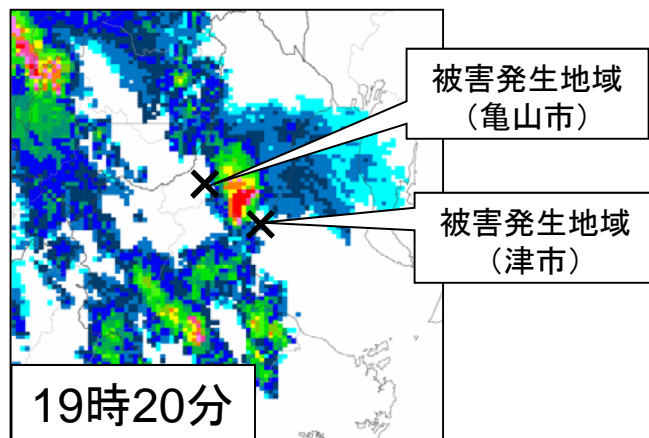 被害発生地域
（亀山市）
被害発生地域
（津市）
19時20分